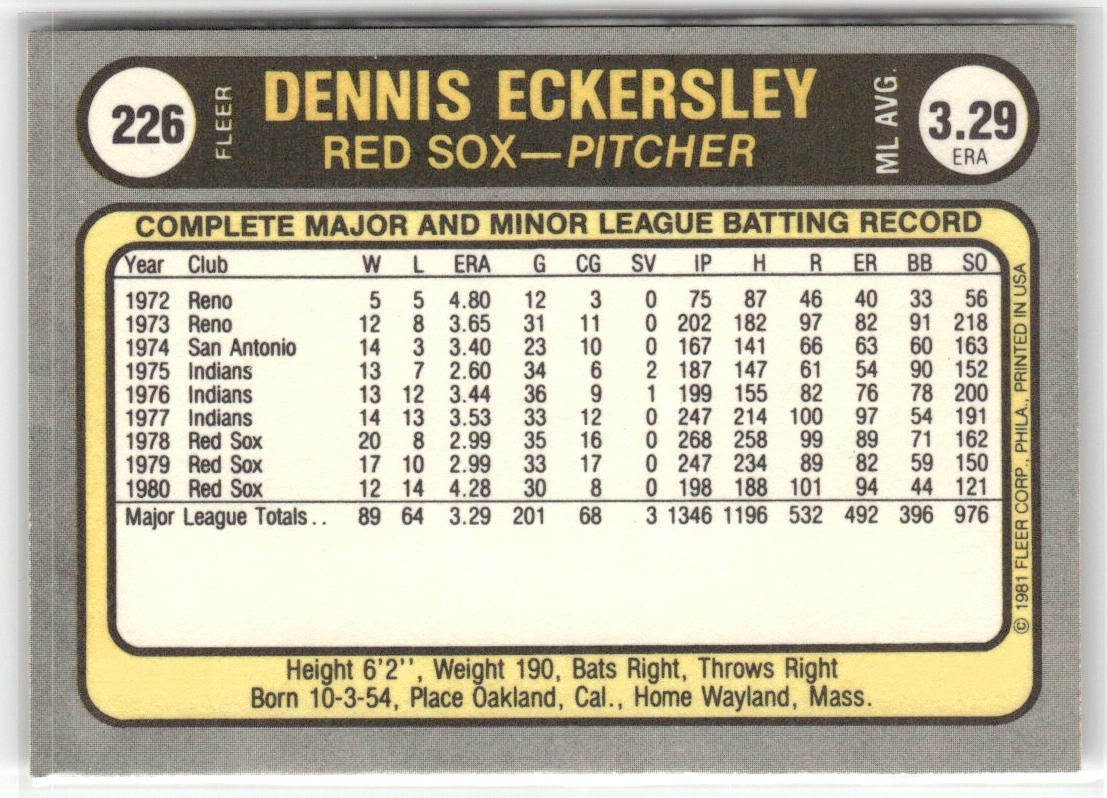 226 FLEER DENNIS ECKERSLEY ML AVG. 3.29
RED SOX—PITCHER ERA
COMPLETE MAJOR AND MINOR LEAGUE BATTING RECORD
Year Club W L ERA G CG SV IP H R ER BB SO
1972 Reno 5 5 4.80 12 3 0 75 87 46 40 33 56
1973 Reno 12 8 3.65 31 11 0 202 182 97 82 91 218
1974 San Antonio 14 3 3.40 23 10 0 167 141 66 63 60 163
1975 Indians 13 7 2.60 34 6 2 187 147 61 54 90 152
1976 Indians 13 12 3.44 36 9 1 199 155 82 76 78 200
1977 Indians 14 13 3.53 33 12 0 247 214 100 97 54 191
1978 Red Sox 20 8 2.99 35 16 0 268 258 99 89 71 162
1979 Red Sox 17 10 2.99 33 17 0 247 234 89 82 59 150
1980 Red Sox 12 14 4.28 30 8 0 198 188 101 94 44 121
Major League Totals.. 89 64 3.29 201 68 3 1346 1196 532 492 396 976
Height 6'2'', Weight 190, Bats Right, Throws Right
Born 10-3-54, Place Oakland, Cal., Home Wayland, Mass.
© 1981 FLEER CORP., PHILA., PRINTED IN USA